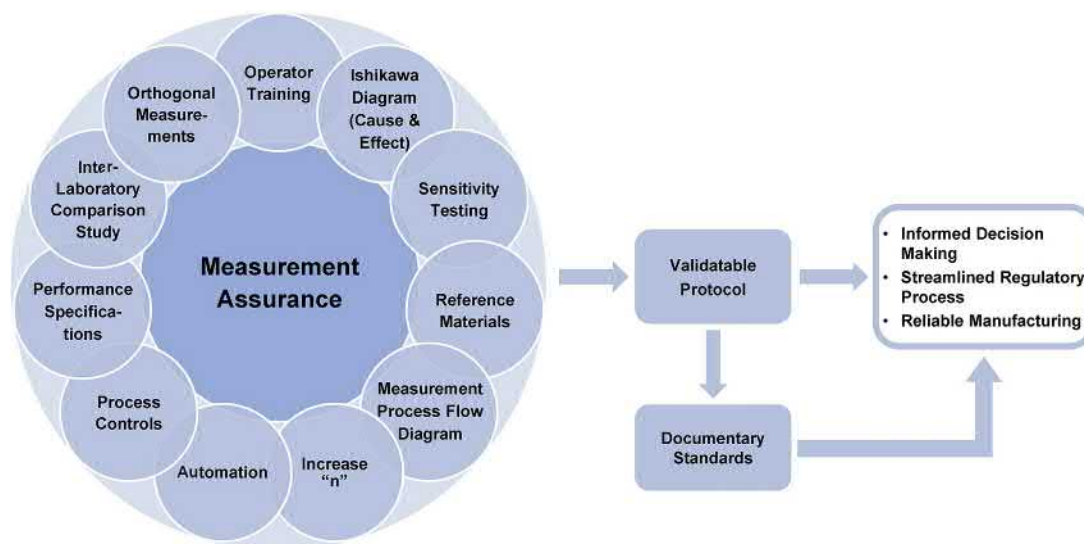 Operator
Training
Ishikawa
Diagram
(Cause &
Effect)
Sensitivity
Testing
Reference
Materials
Measurement
Process Flow
Diagram
Increase
“n”
Automation
Process
Controls
Performance
Specifica-
tions
Inter-
Laboratory
Comparison
Study
Orthogonal
Measure-
ments
Measurement
Assurance
Validatable
Protocol
Documentary
Standards
• Informed Decision
Making
• Streamlined Regulatory
Process
• Reliable Manufacturing